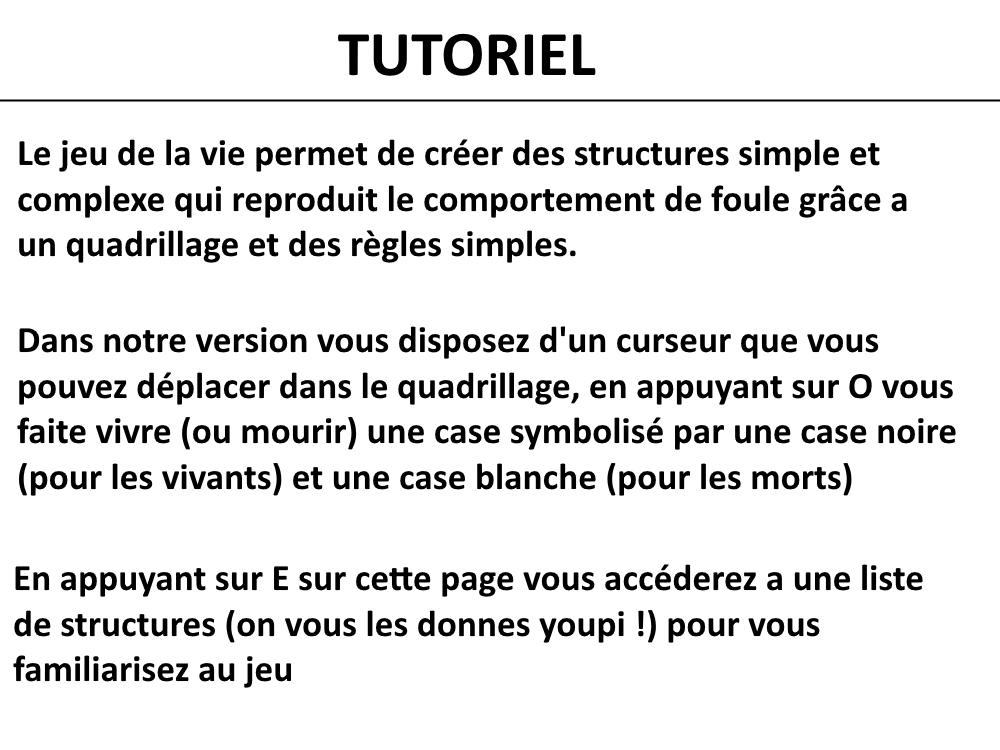 TUTORIEL
Le jeu de la vie permet de créer des structures simple et
complexe qui reproduit le comportement de foule grâce a
un quadrillage et des règles simples.
Dans notre version vous disposez d'un curseur que vous
pouvez déplacer dans le quadrillage, en appuyant sur O vous
faite vivre (ou mourir) une case symbolisé par une case noire
(pour les vivants) et une case blanche (pour les morts)
En appuyant sur E sur cette page vous accéderez a une liste
de structures (on vous les donnes youpi !) pour vous
familiarisez au jeu